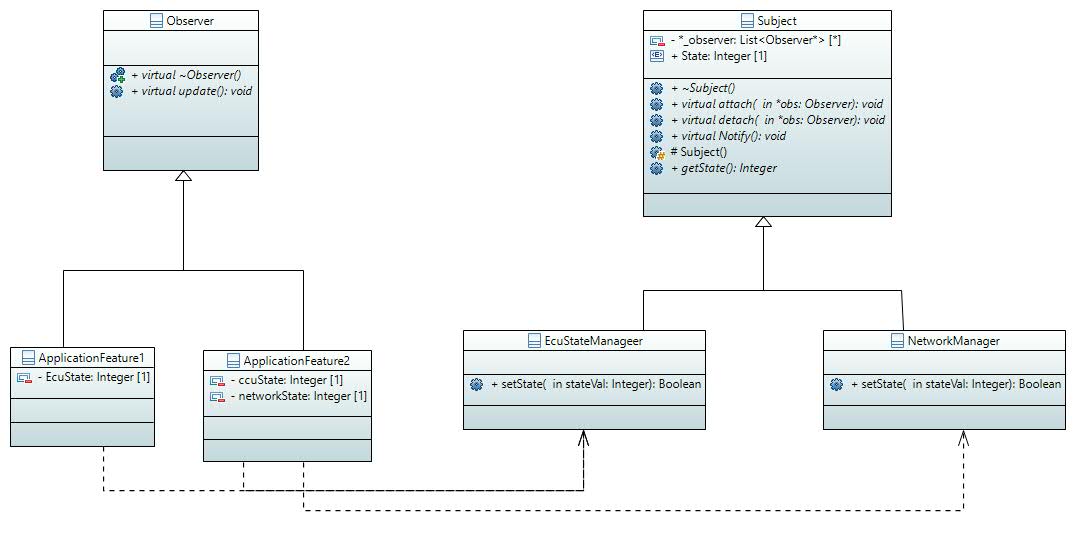 Observer
+ virtual ~Observer()
+ virtual update(): void
Subject
- *_observer: List<Observer*> [*]
+ State: Integer [1]
+ ~Subject()
+ virtual attach( in *obs: Observer): void
+ virtual detach( in *obs: Observer): void
+ virtual Notify(): void
# Subject()
+ getState(): Integer
ApplicationFeature1
- EcuState: Integer [1]
ApplicationFeature2
- ccuState: Integer [1]
- networkState: Integer [1]
EcuStateManageer
+ setState( in stateVal: Integer): Boolean
NetworkManager
+ setState( in stateVal: Integer): Boolean